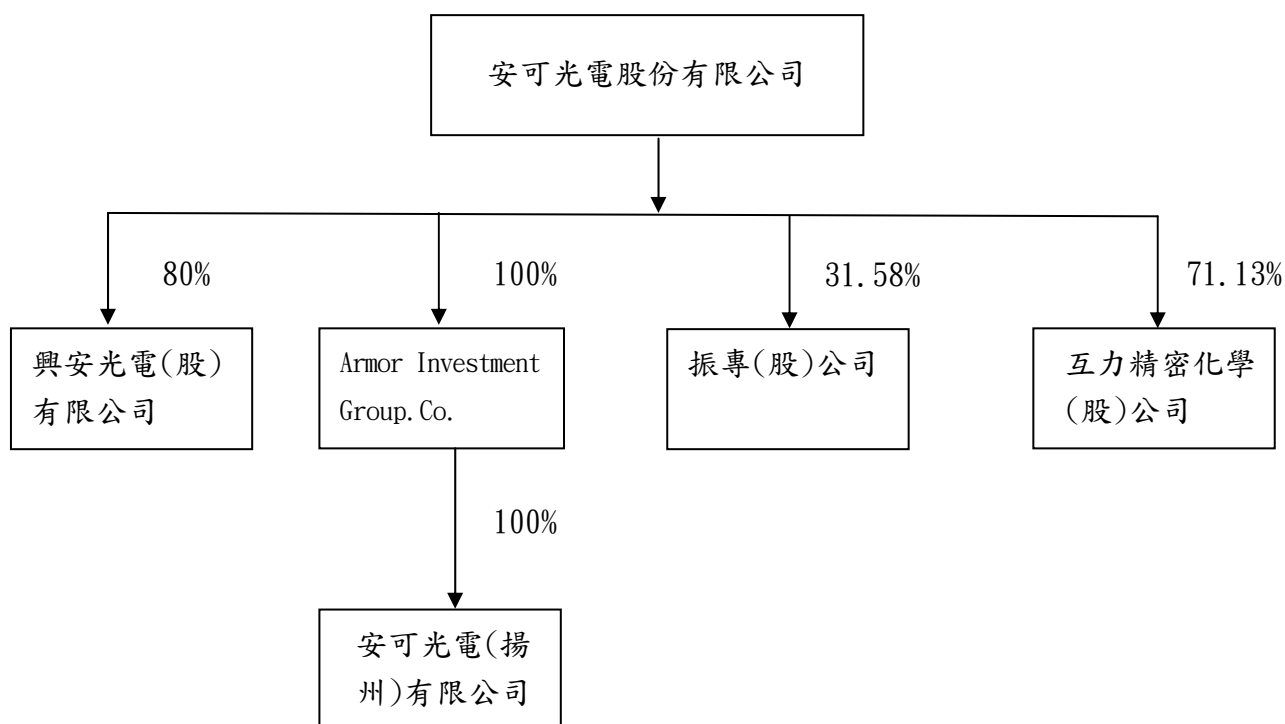 安可光電股份有限公司
80%
100%
31.58%
71.13%
興安光電(股)
有限公司
Armor Investment
Group.Co.
振專(股)公司
互力精密化學
(股)公司
100%
安可光電(揚
州)有限公司